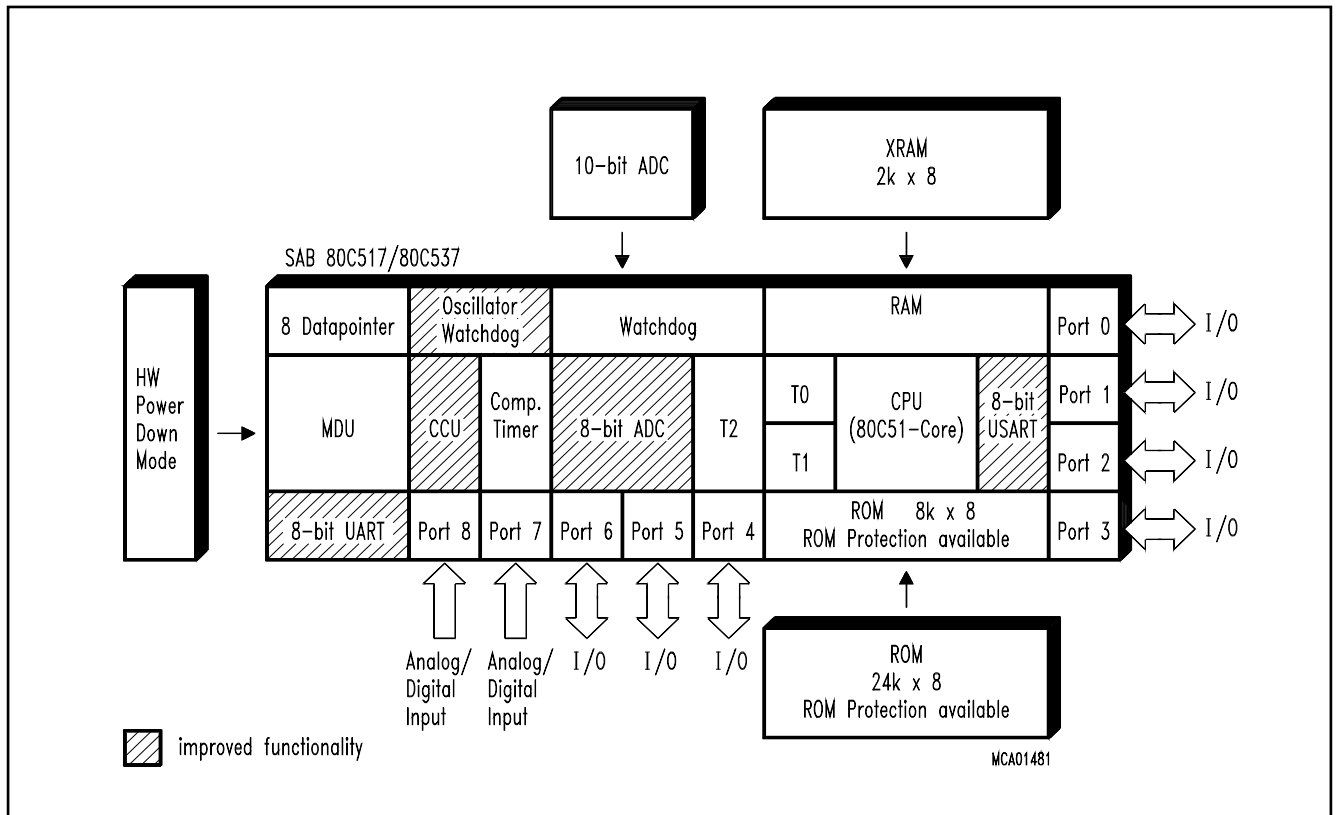 10-bit ADC
XRAM
2k x 8
SAB 80C517/80C537
HW
Power
Down
Mode
8 Datapointer
Oscillator
Watchdog
Watchdog
RAM
Port 0
I/O
MDU
CCU
Comp.
Timer
8-bit ADC
T2
T0
T1
CPU
(80C51-Core)
8-bit
USART
Port 1
I/O
Port 2
I/O
8-bit UART
Port 8
Port 7
Port 6
Port 5
Port 4
ROM 8k x 8
ROM Protection available
Port 3
I/O
Analog/
Digital
Input
Analog/
Digital
Input
I/O
I/O
I/O
ROM
24k x 8
ROM Protection available
improved functionality
MCA01481